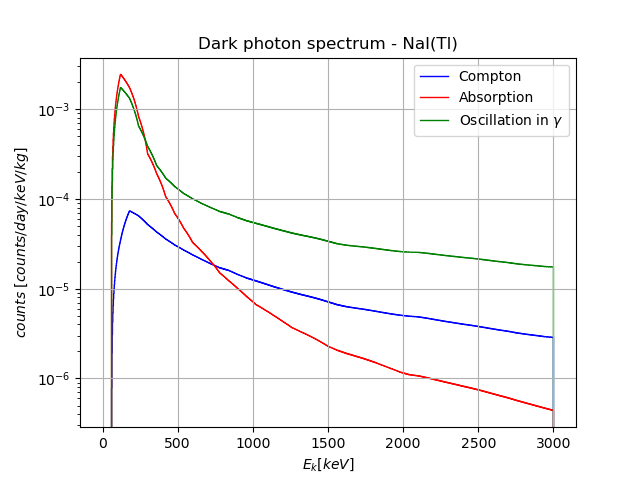 Dark photon spectrum - NaI(Tl)
Compton
Absorption
Oscillation in γ
counts [counts/day/keV/kg]
10⁻³
10⁻⁴
10⁻⁵
10⁻⁶
0 500 1000 1500 2000 2500 3000
Eₖ[keV]